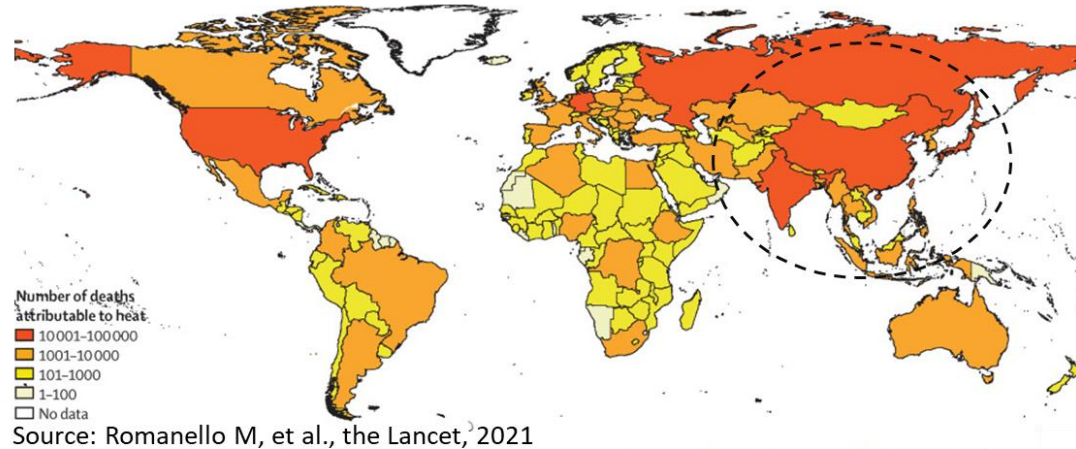 Number of deaths
attributable to heat
10 001–100 000
1001–10 000
101–1000
1–100
No data
Source: Romanello M, et al., the Lancet, 2021